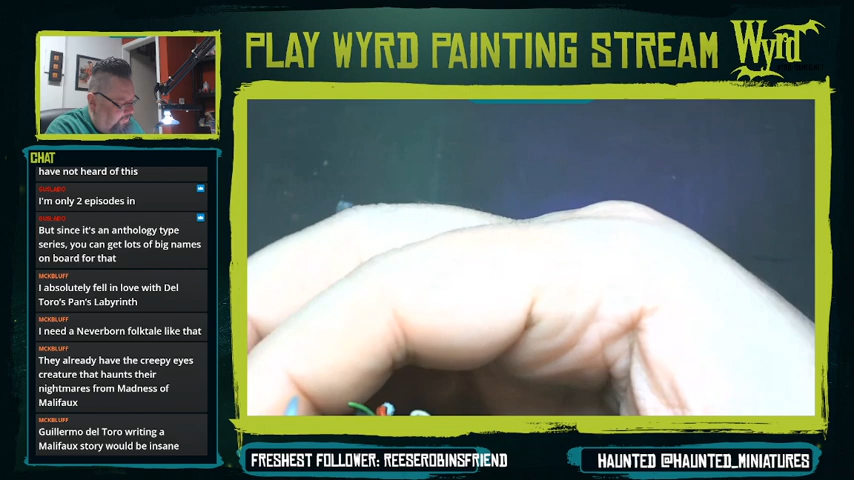 PLAY WYRD PAINTING STREAM
Wyrd
CHAT
have not heard of this
GUSLADO
I'm only 2 episodes in
GUSLADO
But since it's an anthology type
series, you can get lots of big names
on board for that
MCKBLUFF
I absolutely fell in love with Del
Toro's Pan's Labyrinth
MCKBLUFF
I need a Neverborn folktale like that
MCKBLUFF
They already have the creepy eyes
creature that haunts their
nightmares from Madness of
Malifaux
MCKBLUFF
Guillermo del Toro writing a
Malifaux story would be insane
FRESHEST FOLLOWER: REESEROBINSFRIEND
HAUNTED @HAUNTED_MINIATURES